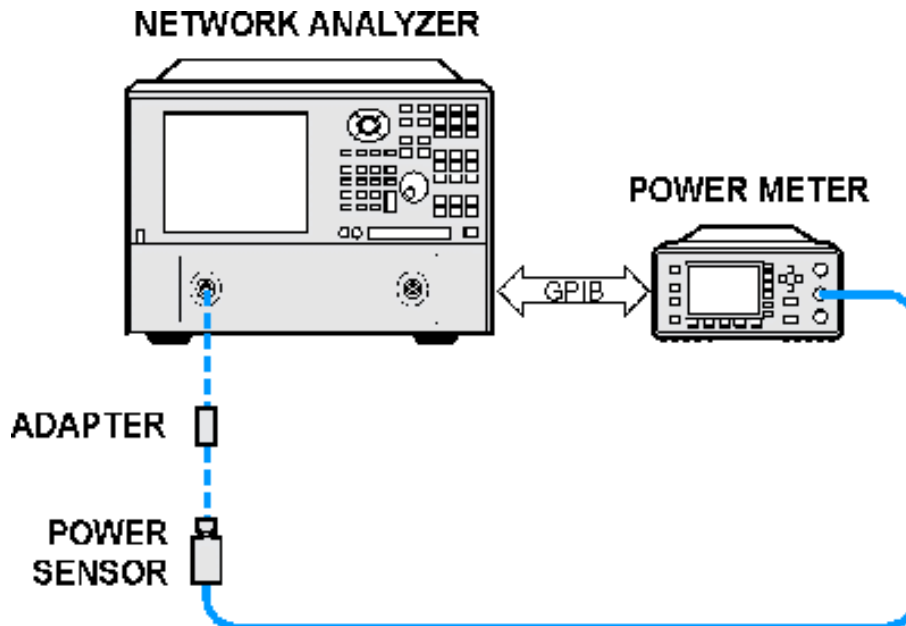 NETWORK ANALYZER
POWER METER
GPIB
ADAPTER
POWER
SENSOR